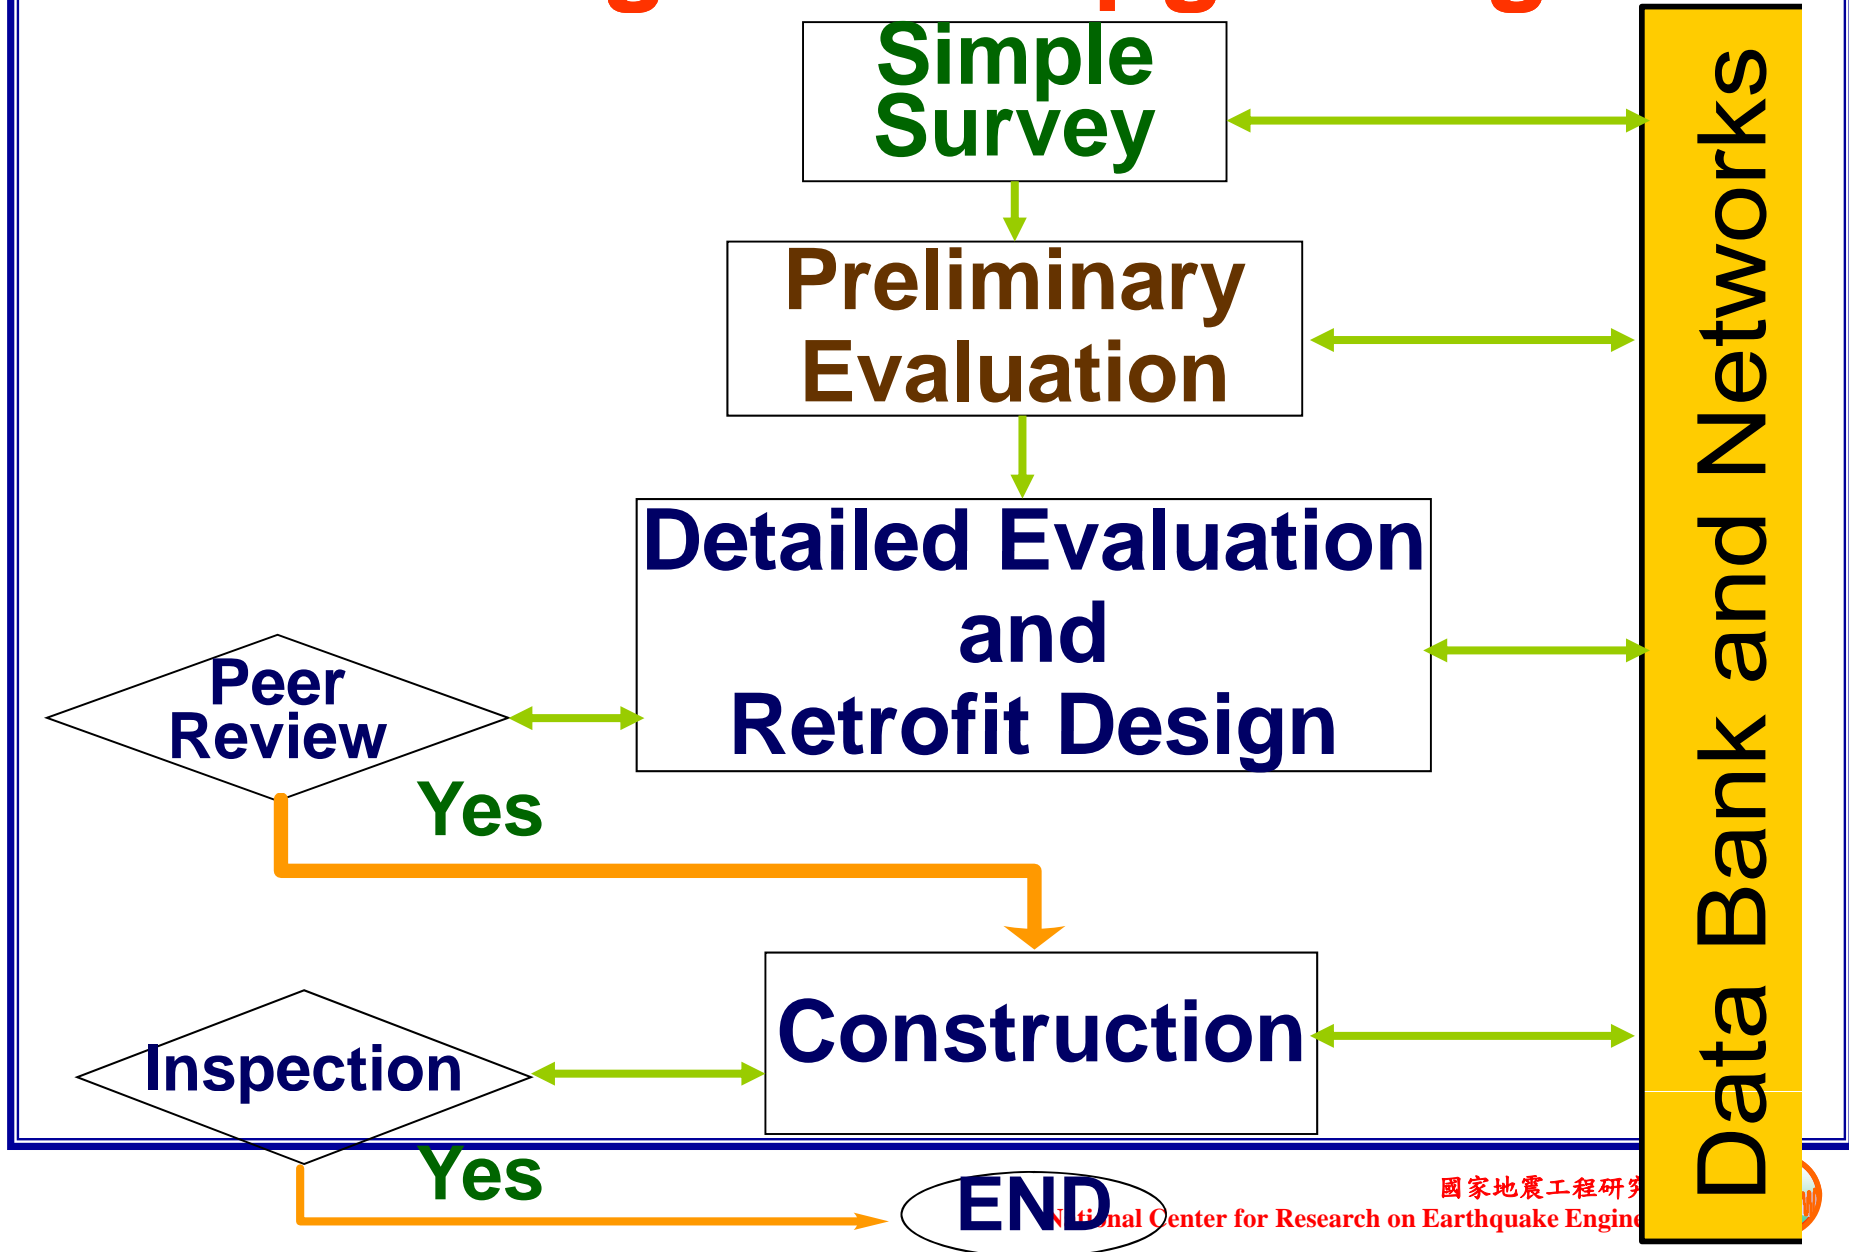 Simple
Survey
Preliminary
Evaluation
Detailed Evaluation
and
Retrofit Design
Peer
Review
Yes
Construction
Inspection
Yes
END
國家地震工程研
National Center for Research on Earthquake
Data Bank and Networks